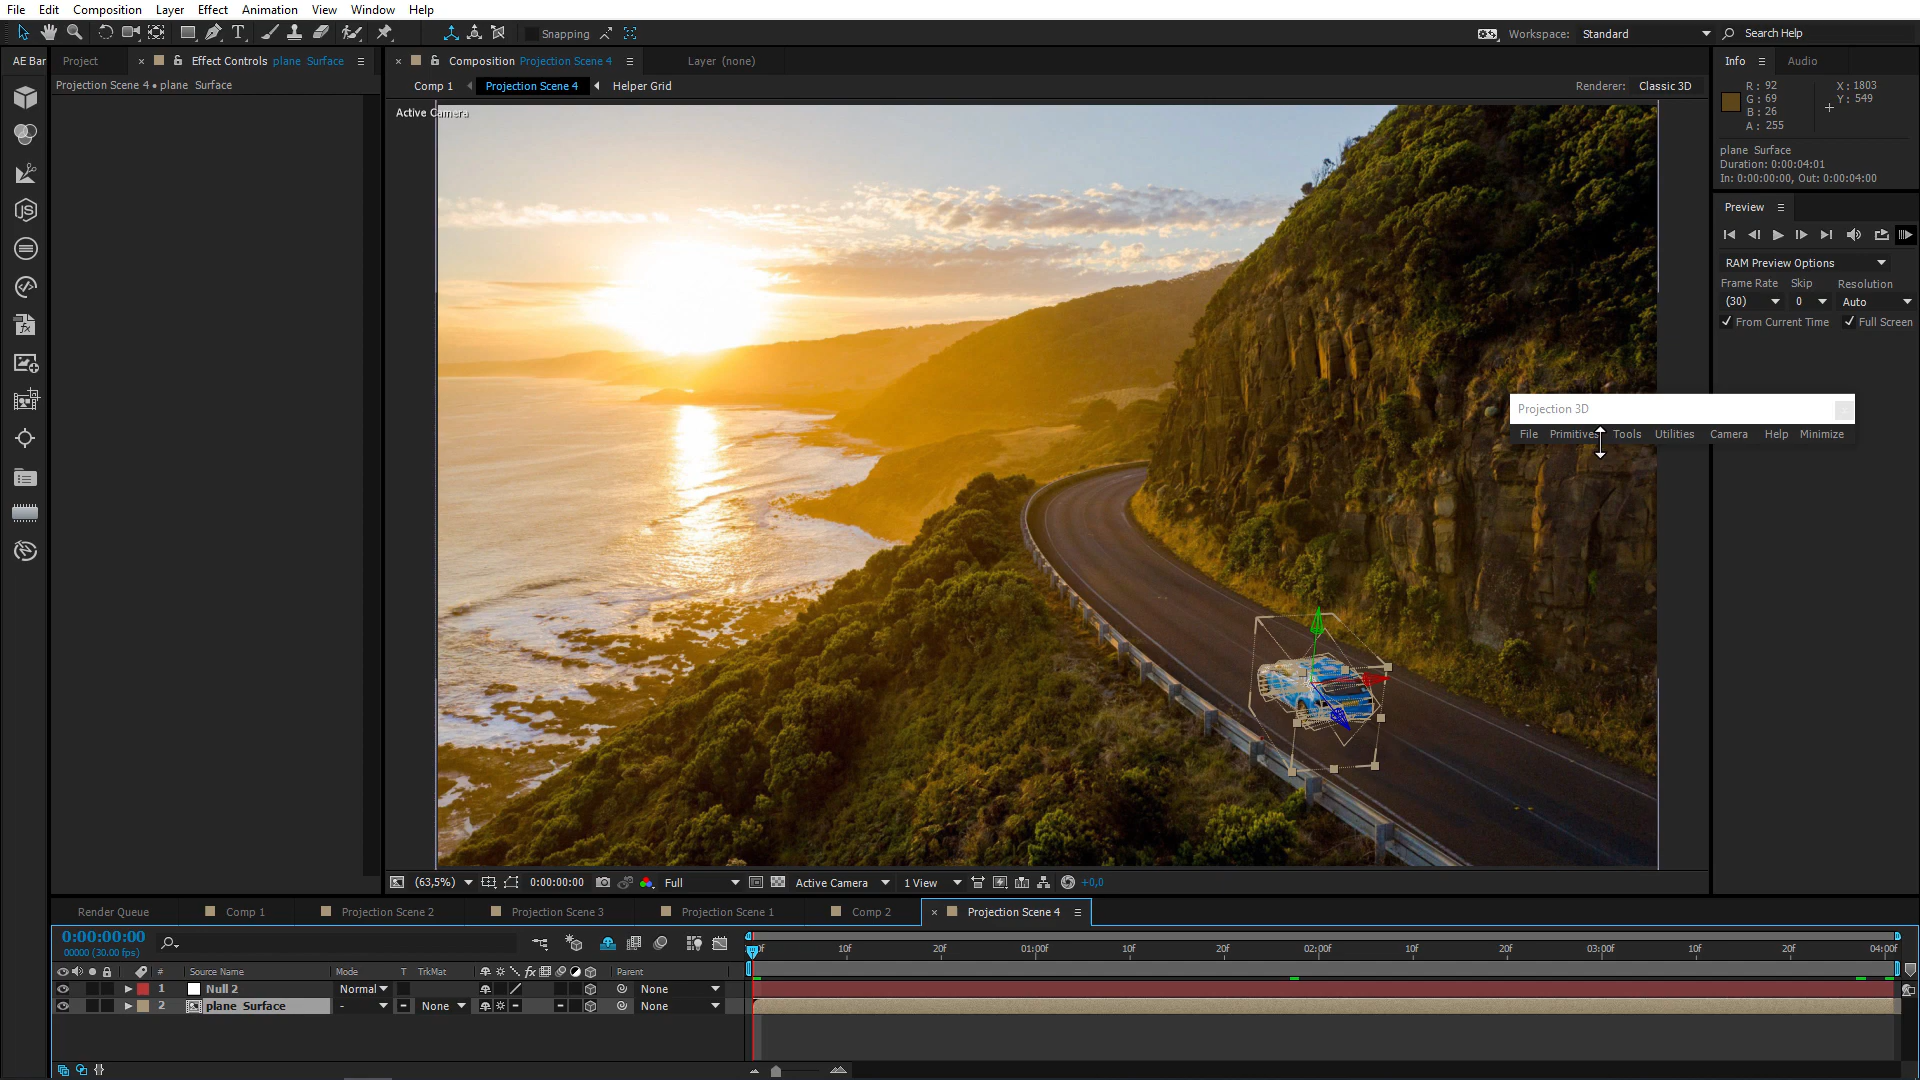 File Edit Composition Layer Effect Animation View Window Help
Snapping Workspace: Standard Search Help
AE Bar Project × Effect Controls plane Surface × Composition Projection Scene 4 Layer (none) Info Audio
Projection Scene 4 • plane Surface Comp 1 Projection Scene 4 Helper Grid Renderer: Classic 3D
R: 92 X: 1803
G: 69 Y: 549
B: 26
A: 255
Active Camera
plane Surface
Duration: 0:00:04:01
In: 0:00:00:00, Out: 0:00:04:00
Preview
RAM Preview Options
Frame Rate Skip Resolution
(30) 0 Auto
From Current Time Full Screen
Projection 3D
File Primitives Tools Utilities Camera Help Minimize
(63,5%) 0:00:00:00 Full Active Camera 1 View +0,0
Render Queue Comp 1 Projection Scene 2 Projection Scene 3 Projection Scene 1 Comp 2 × Projection Scene 4
0:00:00:00
00000 (30.00 fps)
0f 10f 20f 01:00f 10f 20f 02:00f 10f 20f 03:00f 10f 20f 04:00f
# Source Name Mode T TrkMat fx Parent
1 Null 2 Normal None
2 plane Surface - None None